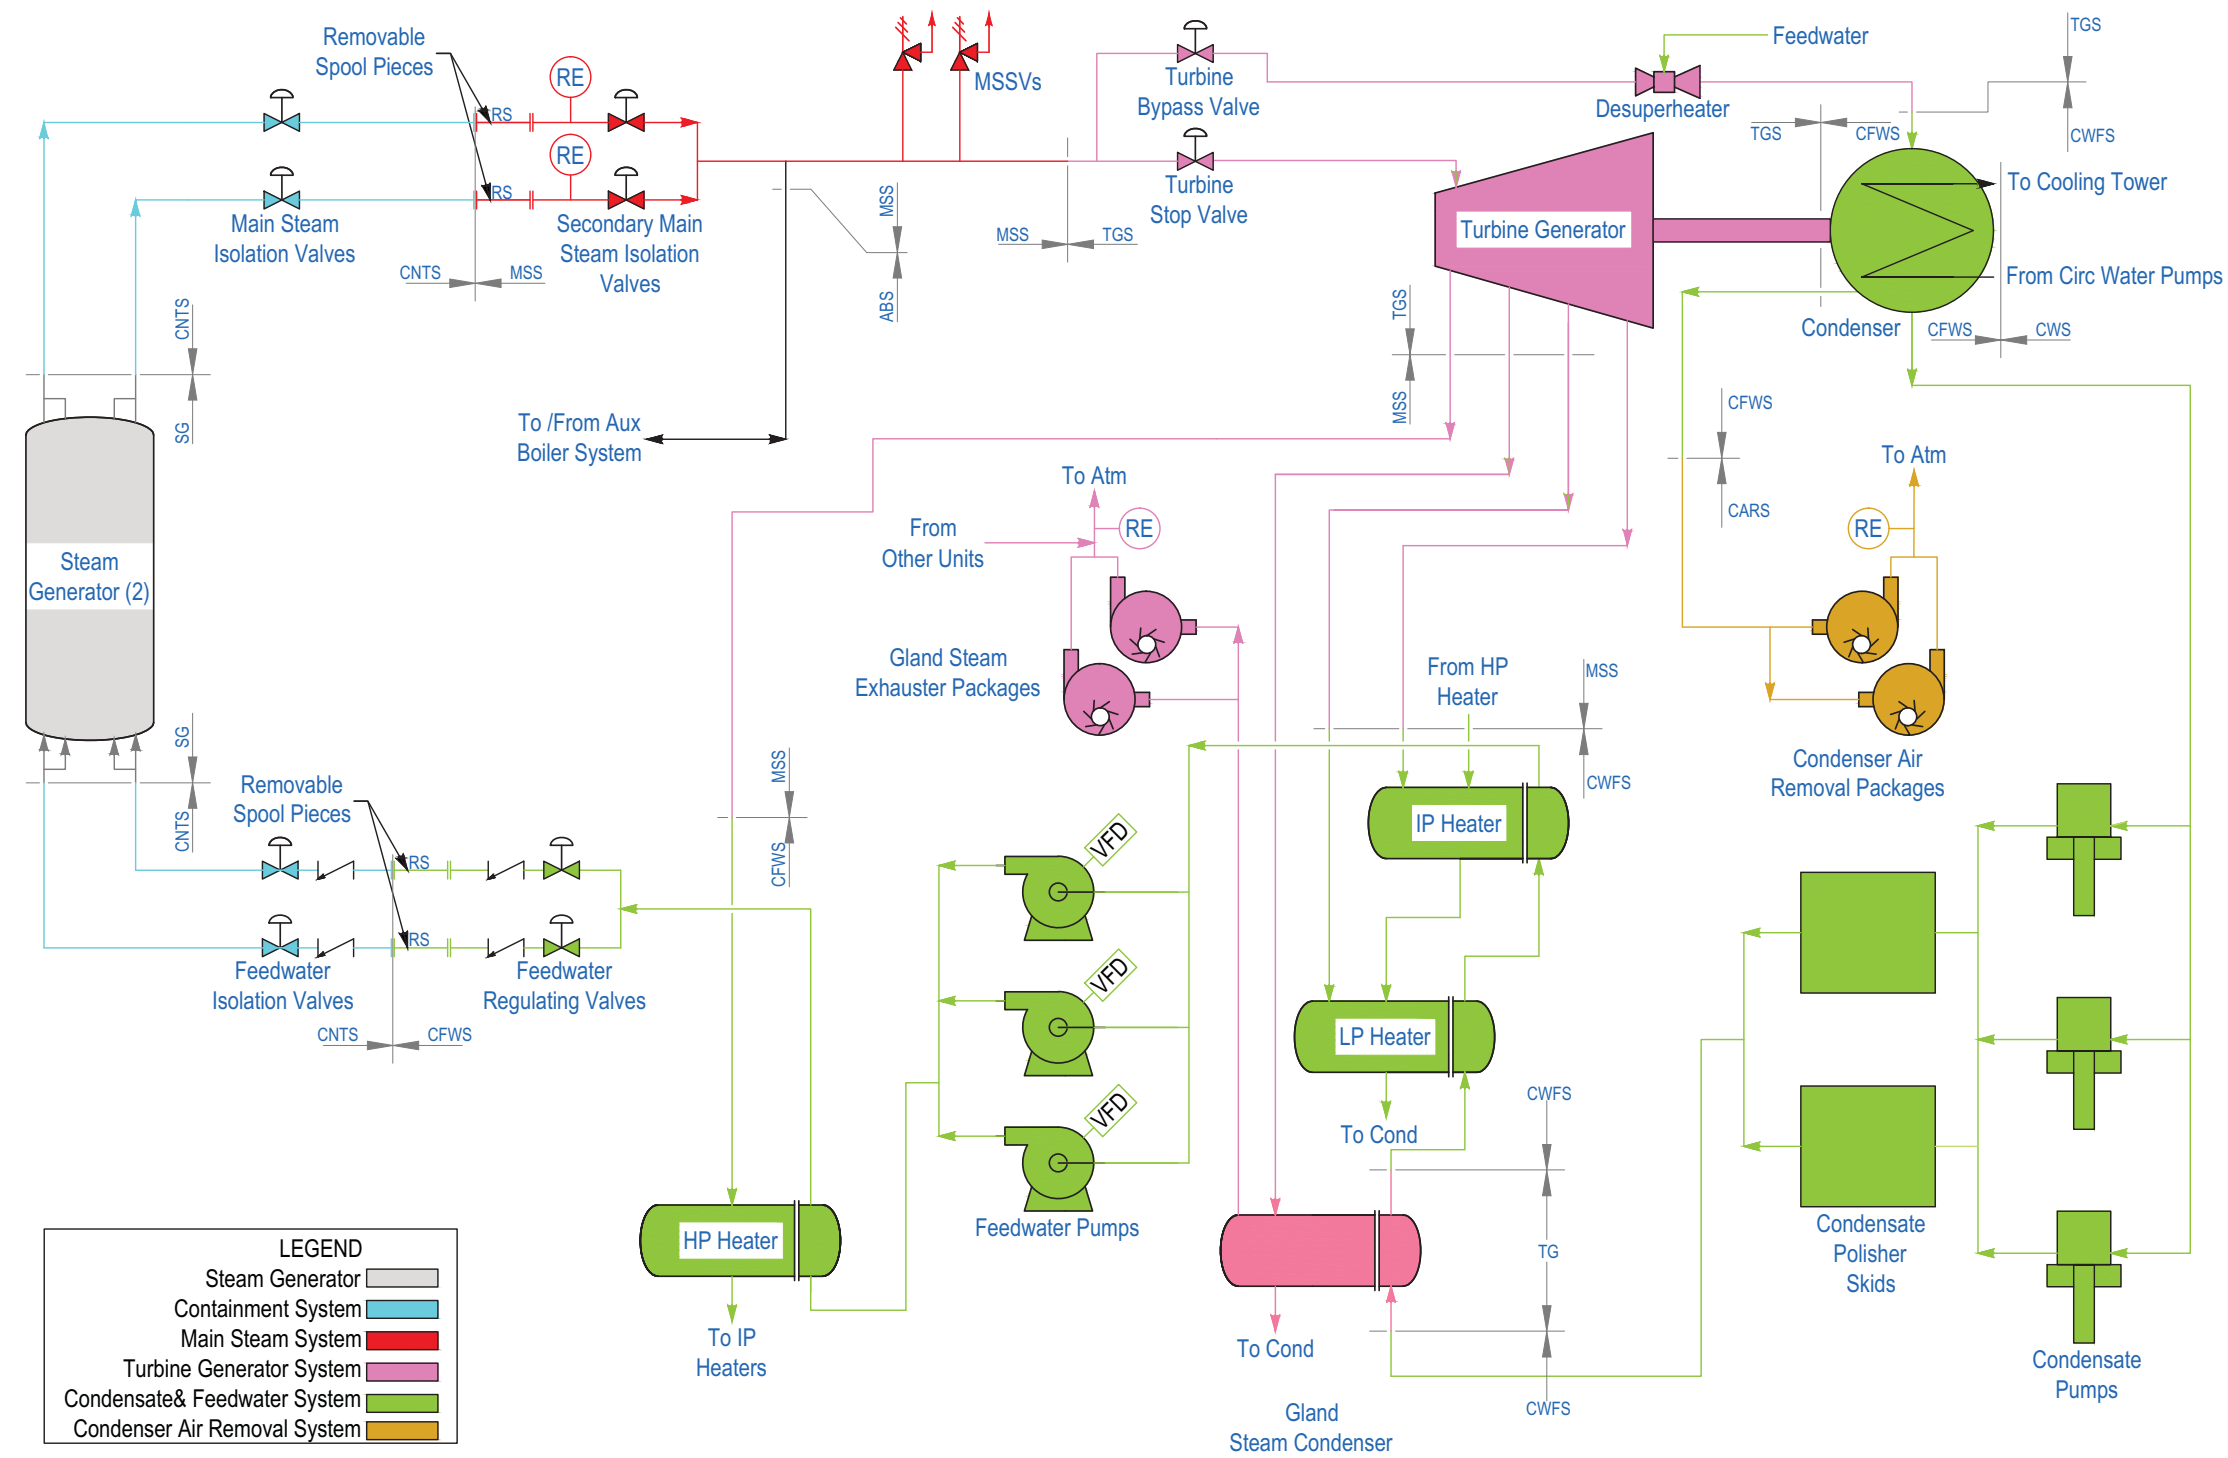 Removable
Spool Pieces
RE
RS
RE
RS
Main Steam
Isolation Valves
Secondary Main
Steam Isolation
Valves
CNTS
MSS
CNTS
SG
MSSVs
MSS
ABS
MSS
TGS
To /From Aux
Boiler System
Turbine
Bypass Valve
Turbine
Stop Valve
Feedwater
Desuperheater
TGS
CWFS
TGS
CFWS
Turbine Generator
To Cooling Tower
From Circ Water Pumps
Condenser
CFWS
CWS
TGS
MSS
CFWS
CARS
To Atm
RE
From
Other Units
Gland Steam
Exhauster Packages
To Atm
RE
Condenser Air
Removal Packages
Steam
Generator (2)
SG
CNTS
Removable
Spool Pieces
RS
RS
Feedwater
Isolation Valves
Feedwater
Regulating Valves
CNTS
CFWS
MSS
CFWS
From HP
Heater
MSS
CWFS
IP Heater
VFD
VFD
VFD
Feedwater Pumps
LP Heater
To Cond
CWFS
TG
CWFS
HP Heater
To IP
Heaters
To Cond
Gland
Steam Condenser
Condensate
Polisher
Skids
Condensate
Pumps
LEGEND
Steam Generator
Containment System
Main Steam System
Turbine Generator System
Condensate& Feedwater System
Condenser Air Removal System